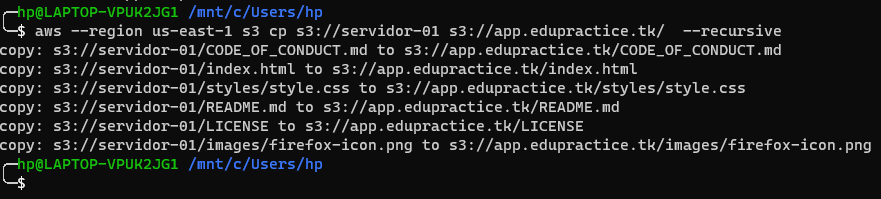 hp@LAPTOP-VPUK2JG1 /mnt/c/Users/hp
$ aws --region us-east-1 s3 cp s3://servidor-01 s3://app.edupractice.tk/  --recursive
copy: s3://servidor-01/CODE_OF_CONDUCT.md to s3://app.edupractice.tk/CODE_OF_CONDUCT.md
copy: s3://servidor-01/index.html to s3://app.edupractice.tk/index.html
copy: s3://servidor-01/styles/style.css to s3://app.edupractice.tk/styles/style.css
copy: s3://servidor-01/README.md to s3://app.edupractice.tk/README.md
copy: s3://servidor-01/LICENSE to s3://app.edupractice.tk/LICENSE
copy: s3://servidor-01/images/firefox-icon.png to s3://app.edupractice.tk/images/firefox-icon.png
hp@LAPTOP-VPUK2JG1 /mnt/c/Users/hp
$